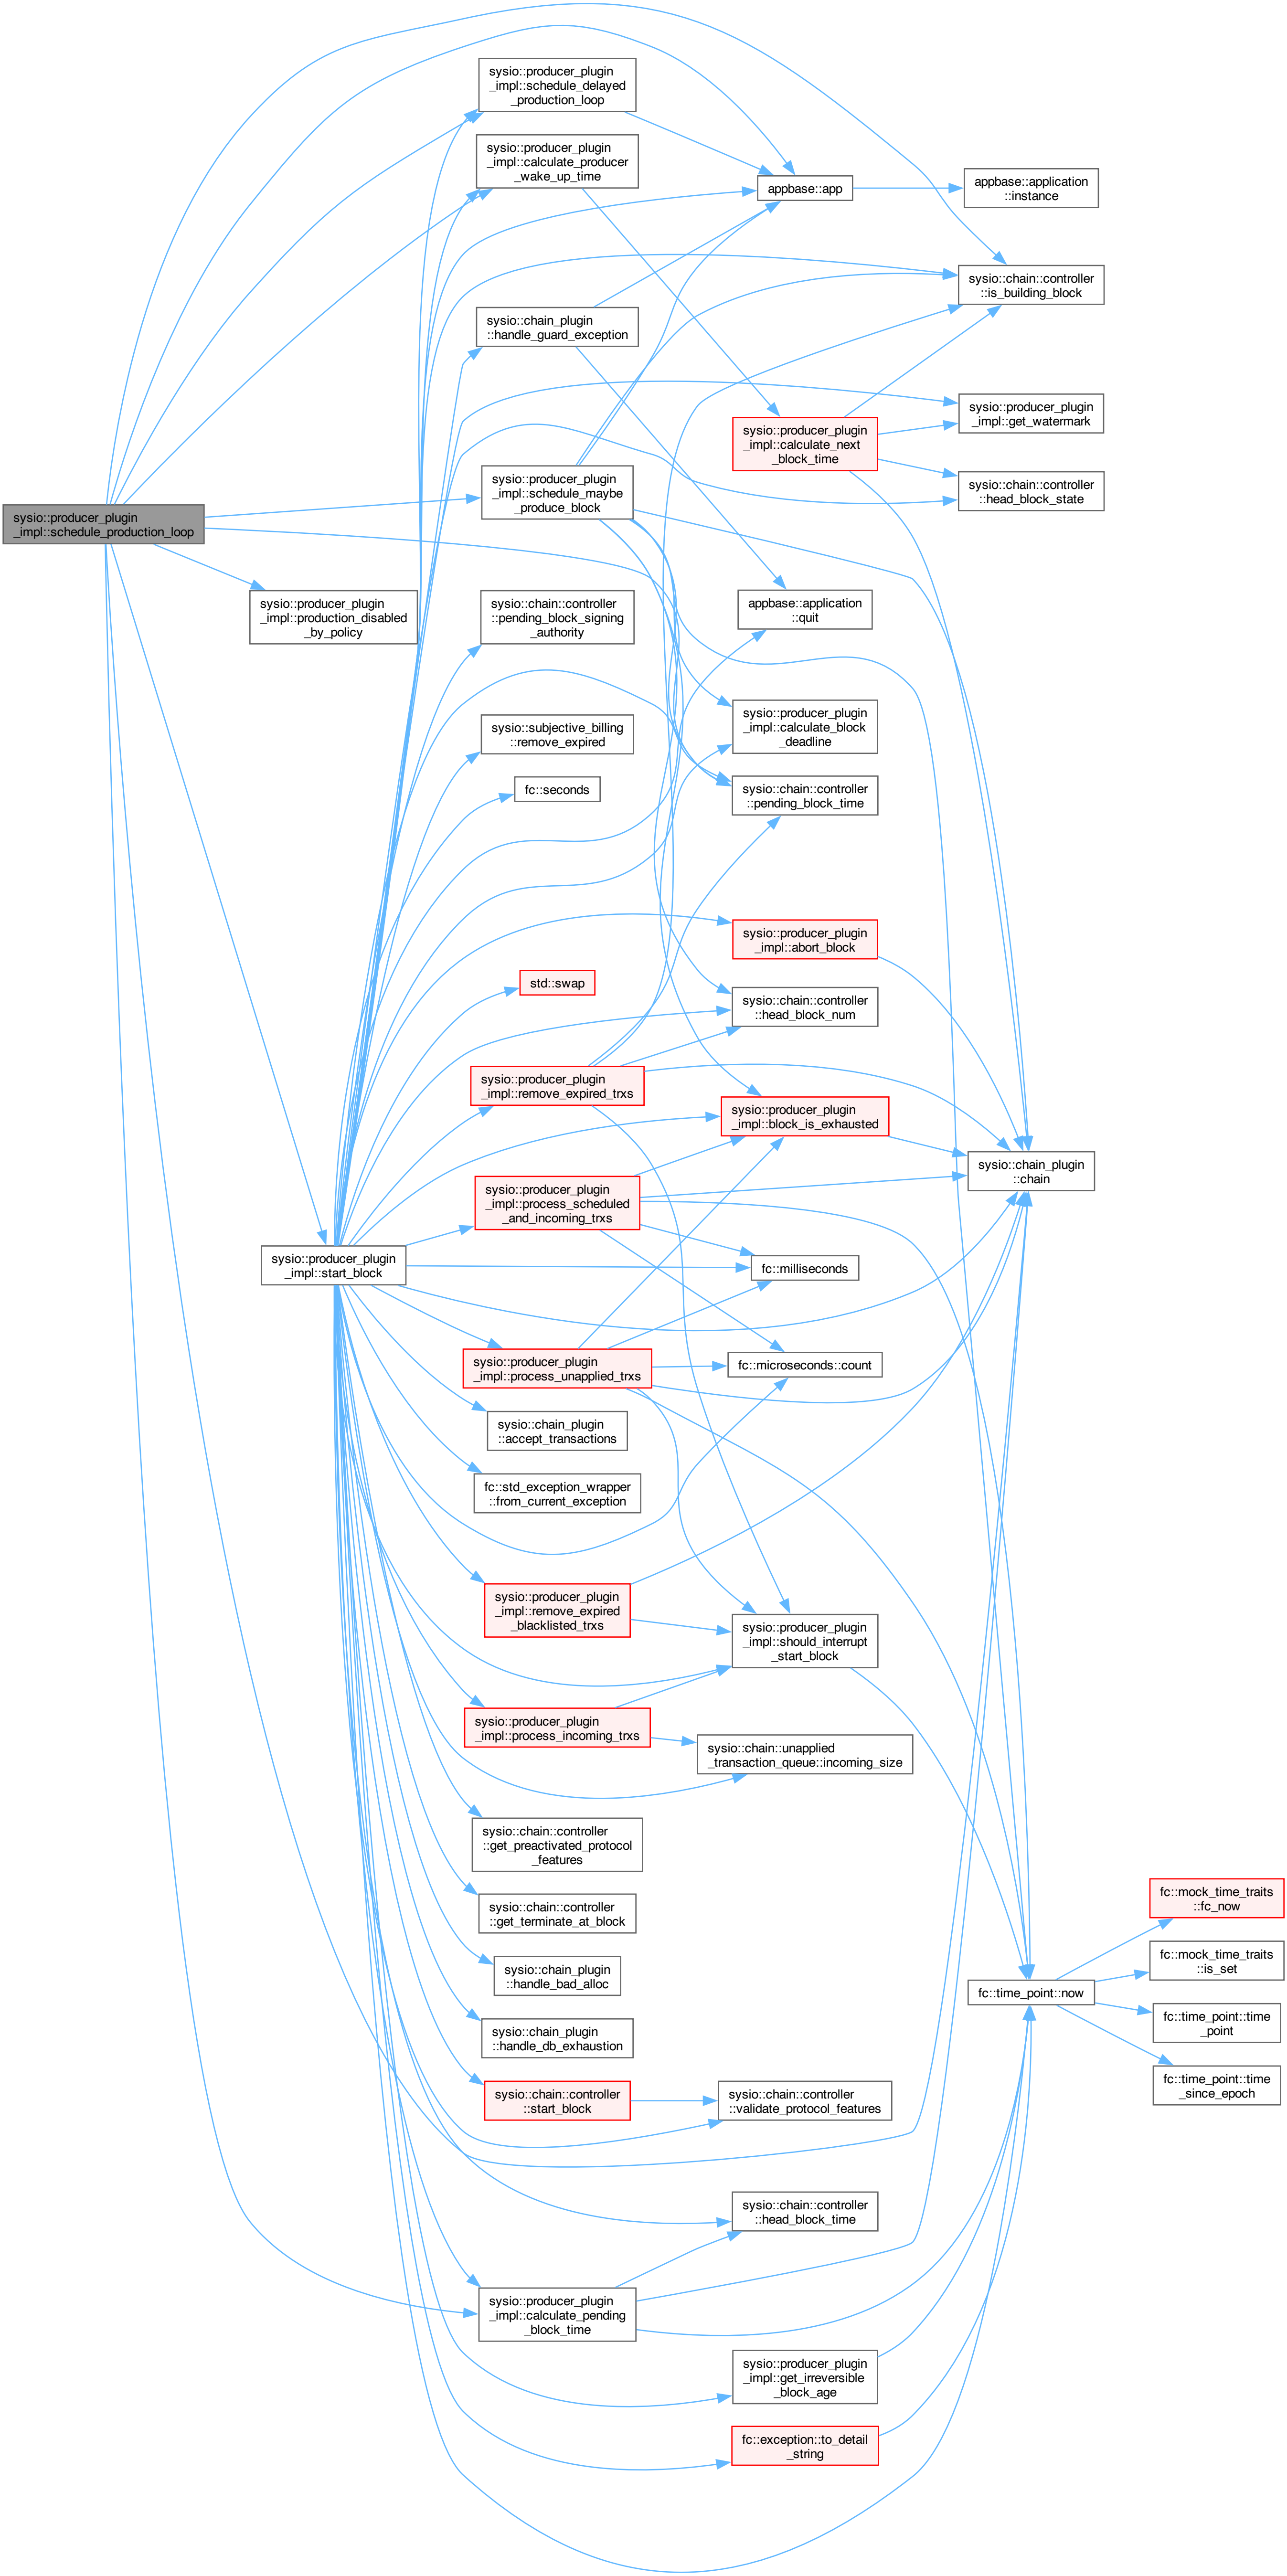 sysio::producer_plugin
_impl::schedule_delayed
_production_loop
sysio::producer_plugin
_impl::calculate_producer
_wake_up_time
appbase::app
appbase::application
::instance
sysio::chain::controller
::is_building_block
sysio::chain_plugin
::handle_guard_exception
sysio::producer_plugin
_impl::get_watermark
sysio::producer_plugin
_impl::calculate_next
_block_time
sysio::producer_plugin
_impl::schedule_maybe
_produce_block
sysio::chain::controller
::head_block_state
sysio::producer_plugin
_impl::schedule_production_loop
sysio::producer_plugin
_impl::production_disabled
_by_policy
sysio::chain::controller
::pending_block_signing
_authority
appbase::application
::quit
sysio::subjective_billing
::remove_expired
sysio::producer_plugin
_impl::calculate_block
_deadline
fc::seconds
sysio::chain::controller
::pending_block_time
sysio::producer_plugin
_impl::abort_block
std::swap
sysio::chain::controller
::head_block_num
sysio::producer_plugin
_impl::remove_expired_trxs
sysio::producer_plugin
_impl::block_is_exhausted
sysio::chain_plugin
::chain
sysio::producer_plugin
_impl::process_scheduled
_and_incoming_trxs
sysio::producer_plugin
_impl::start_block
fc::milliseconds
sysio::producer_plugin
_impl::process_unapplied_trxs
fc::microseconds::count
sysio::chain_plugin
::accept_transactions
fc::std_exception_wrapper
::from_current_exception
sysio::producer_plugin
_impl::remove_expired
_blacklisted_trxs
sysio::producer_plugin
_impl::should_interrupt
_start_block
sysio::producer_plugin
_impl::process_incoming_trxs
sysio::chain::unapplied
_transaction_queue::incoming_size
sysio::chain::controller
::get_preactivated_protocol
_features
sysio::chain::controller
::get_terminate_at_block
fc::mock_time_traits
::fc_now
fc::mock_time_traits
::is_set
sysio::chain_plugin
::handle_bad_alloc
fc::time_point::now
fc::time_point::time
_point
sysio::chain_plugin
::handle_db_exhaustion
fc::time_point::time
_since_epoch
sysio::chain::controller
::start_block
sysio::chain::controller
::validate_protocol_features
sysio::chain::controller
::head_block_time
sysio::producer_plugin
_impl::calculate_pending
_block_time
sysio::producer_plugin
_impl::get_irreversible
_block_age
fc::exception::to_detail
_string